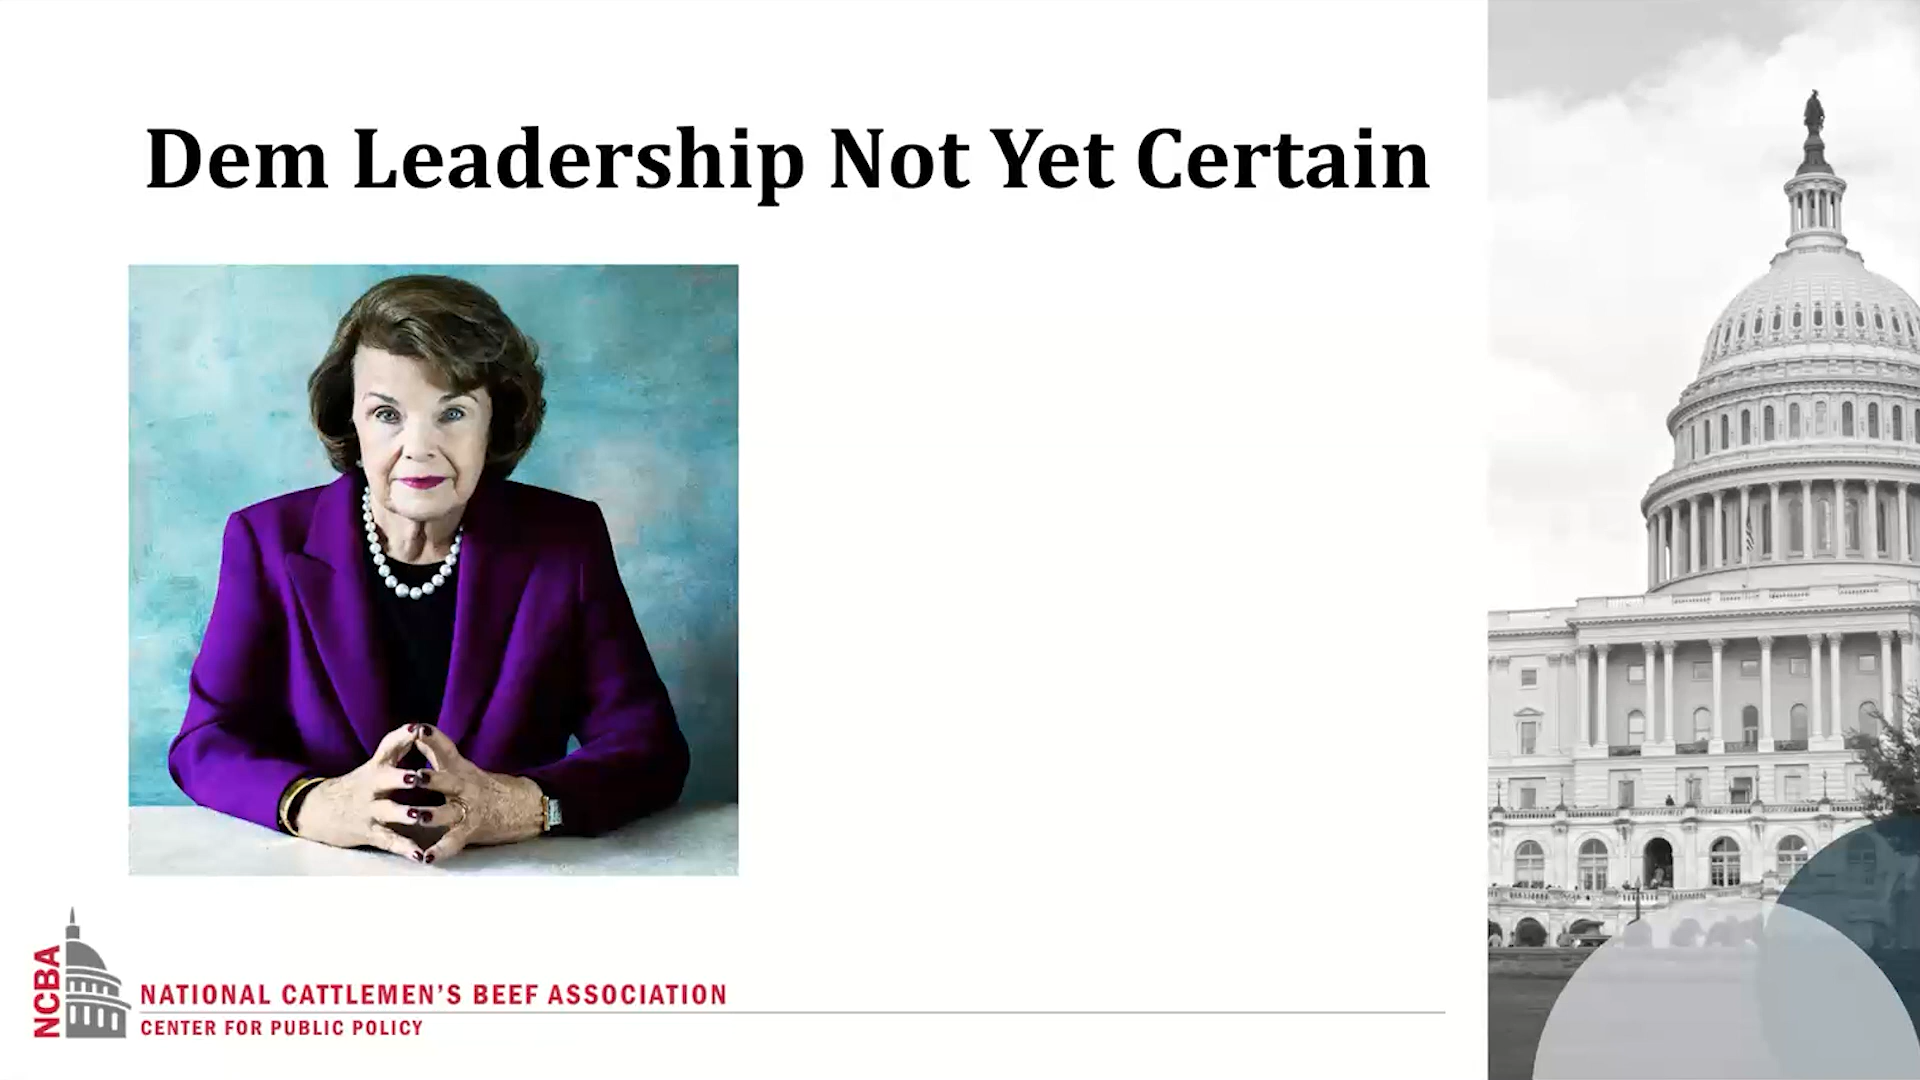 Dem Leadership Not Yet Certain
NCBA
NATIONAL CATTLEMEN'S BEEF ASSOCIATION
CENTER FOR PUBLIC POLICY